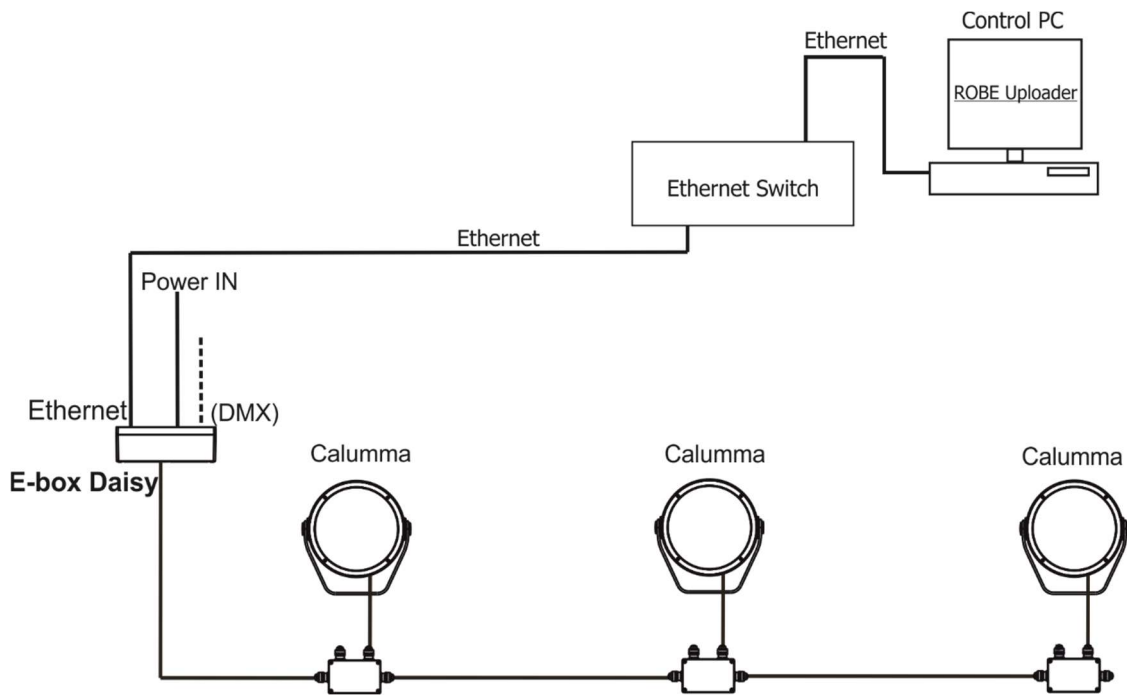 Control PC
Ethernet
ROBE Uploader
Ethernet Switch
Ethernet
Power IN
Ethernet
(DMX)
E-box Daisy
Calumma
Calumma
Calumma